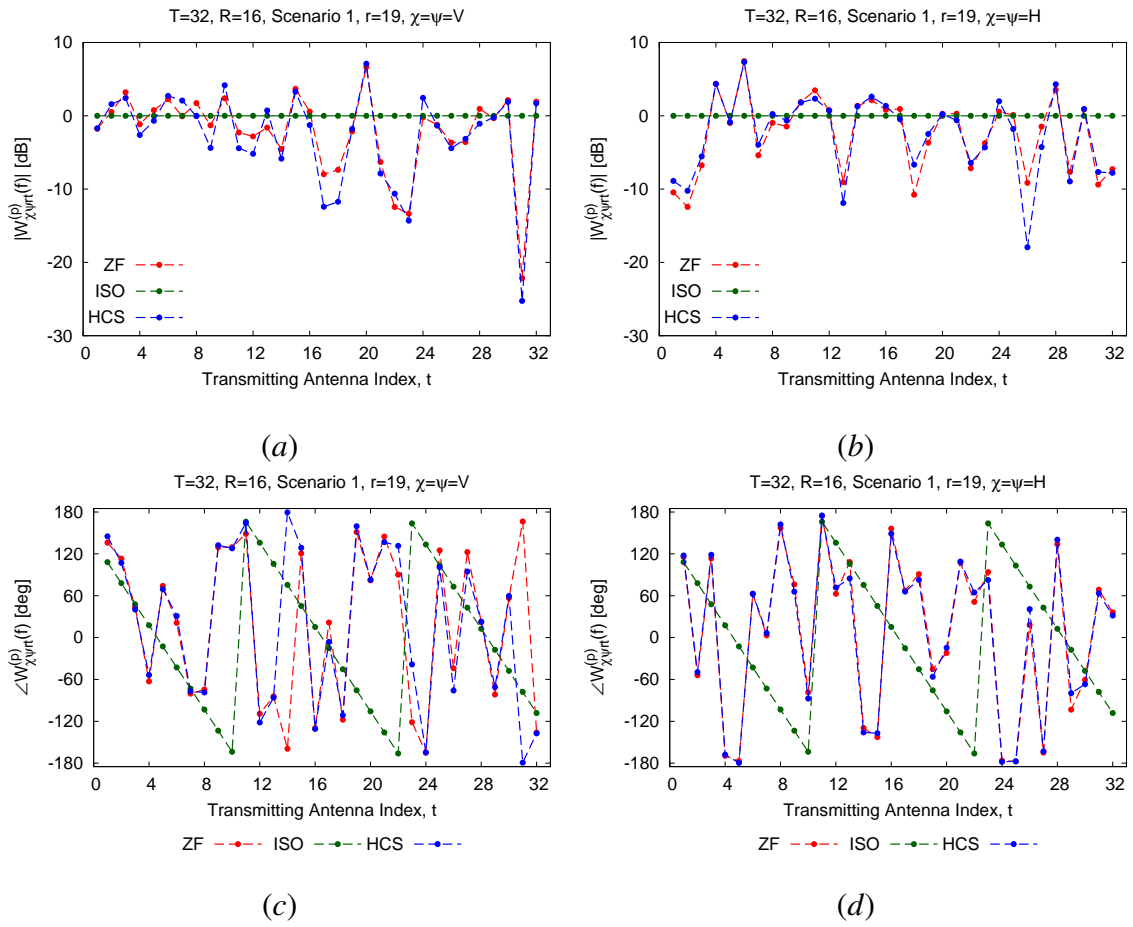 T=32, R=16, Scenario 1, r=19, χ=ψ=V
10
0
-10
-20
-30
|W(p)χψrt(f)| [dB]
ZF
ISO
HCS
0 4 8 12 16 20 24 28 32
Transmitting Antenna Index, t
(a)
T=32, R=16, Scenario 1, r=19, χ=ψ=H
10
0
-10
-20
-30
|W(p)χψrt(f)| [dB]
ZF
ISO
HCS
0 4 8 12 16 20 24 28 32
Transmitting Antenna Index, t
(b)
T=32, R=16, Scenario 1, r=19, χ=ψ=V
180
120
60
0
-60
-120
-180
∠W(p)χψrt(f) [deg]
0 4 8 12 16 20 24 28 32
Transmitting Antenna Index, t
ZF ISO HCS
(c)
T=32, R=16, Scenario 1, r=19, χ=ψ=H
180
120
60
0
-60
-120
-180
∠W(p)χψrt(f) [deg]
0 4 8 12 16 20 24 28 32
Transmitting Antenna Index, t
ZF ISO HCS
(d)